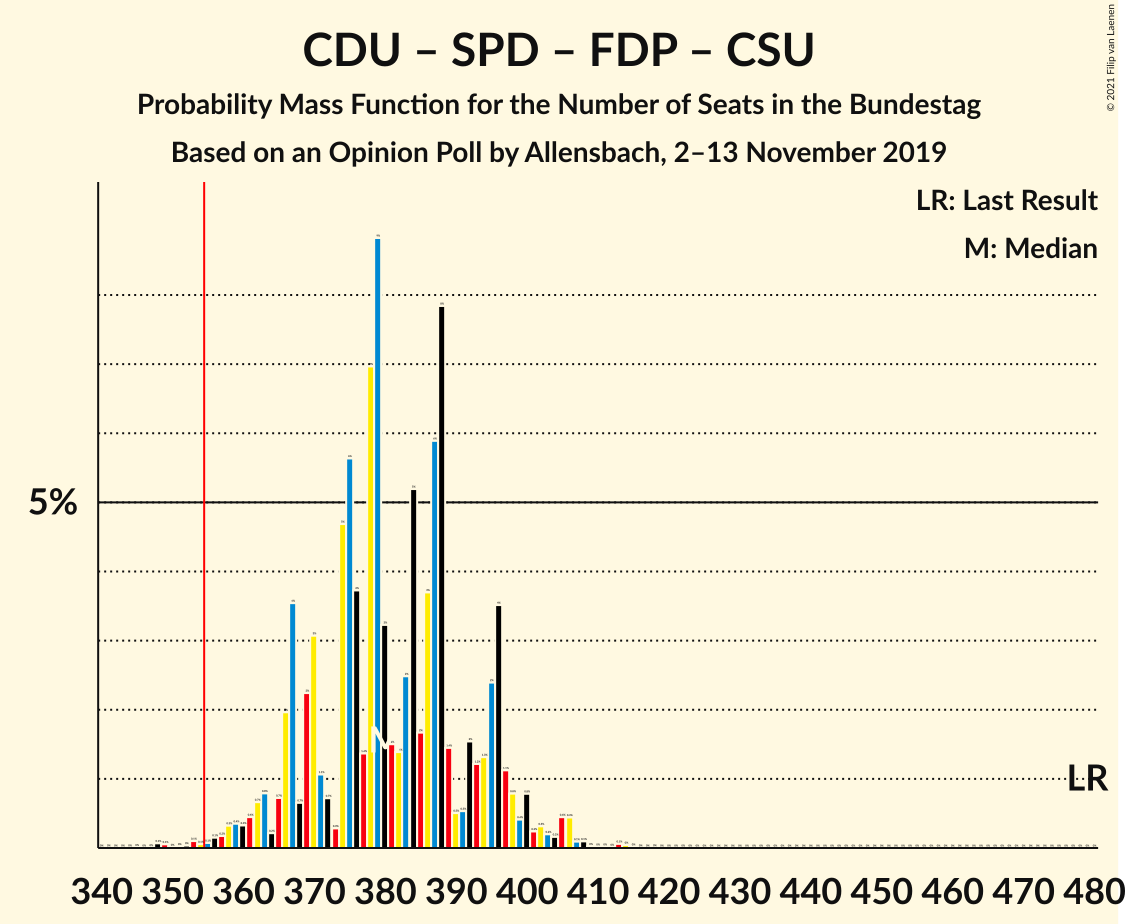 CDU – SPD – FDP – CSU
Probability Mass Function for the Number of Seats in the Bundestag
Based on an Opinion Poll by Allensbach, 2–13 November 2019
© 2021 Filip van Laenen
LR: Last Result
M: Median
5%
M
LR
340 350 360 370 380 390 400 410 420 430 440 450 460 470 480